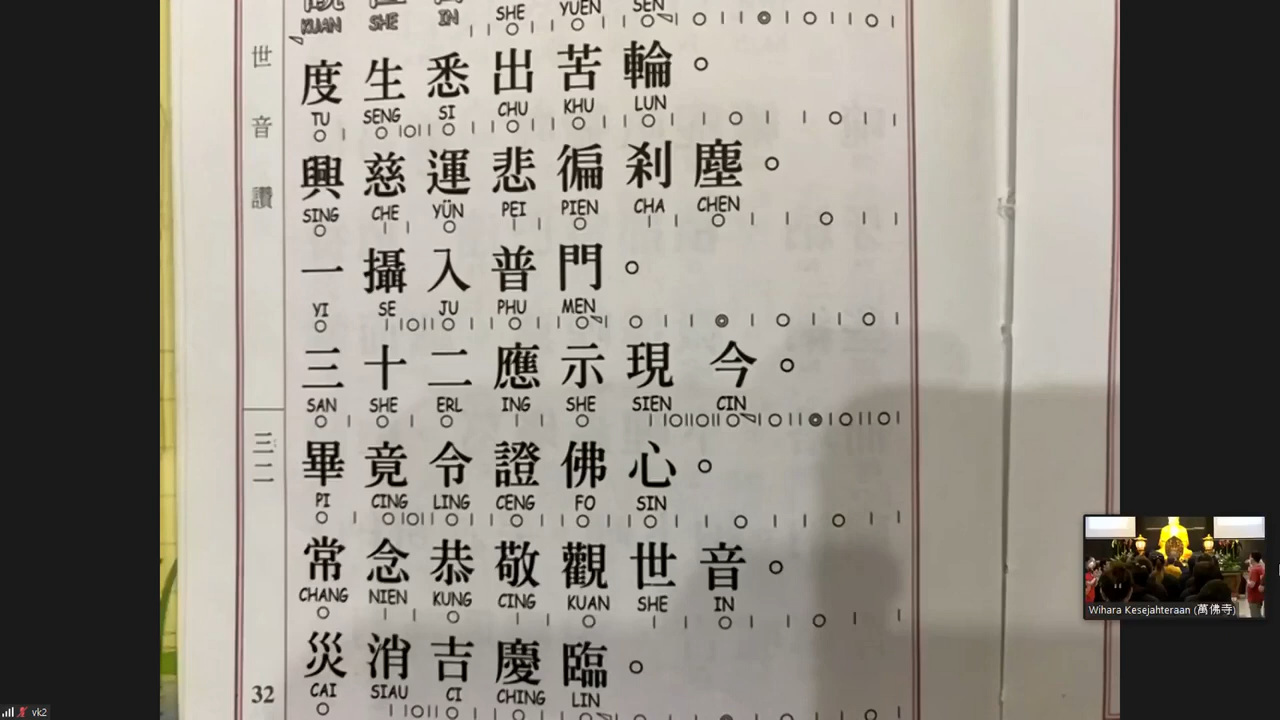 KUAN SHE IN SHE YUEN SEN
度生悉出苦輪。
TU SENG SI CHU KHU LUN
興慈運悲徧刹塵。
SING CHE YÜN PEI PIEN CHA CHEN
一攝入普門。
YI SE JU PHU MEN
三十二應示現今。
SAN SHE ERL ING SHE SIEN CIN
畢竟令證佛心。
PI CING LING CENG FO SIN
常念恭敬觀世音。
CHANG NIEN KUNG CING KUAN SHE IN
災消吉慶臨。
CAI SIAU CI CHING LIN
世音讚
三二
32
Wihara Kesejahteraan (萬佛寺)
vk2